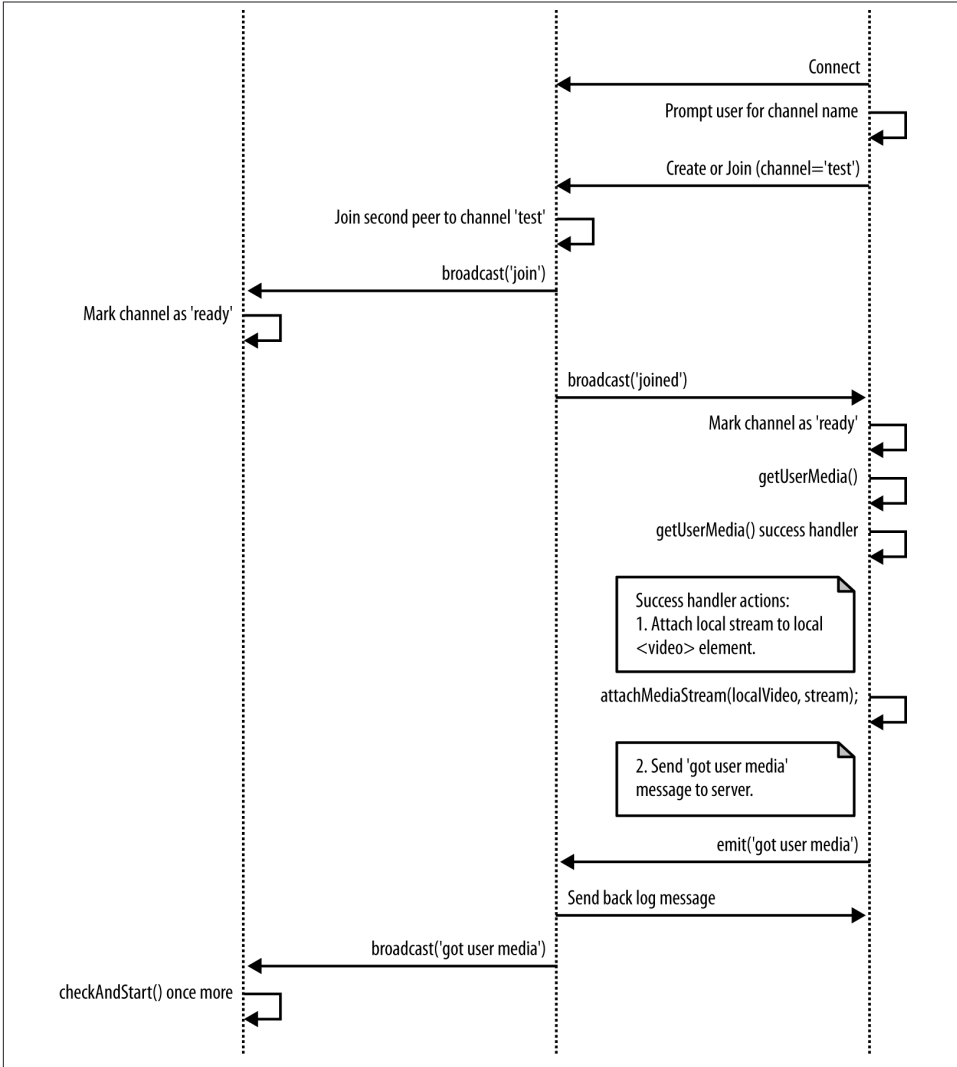 Connect
Prompt user for channel name
Create or Join (channel='test')
Join second peer to channel 'test'
broadcast('join')
Mark channel as 'ready'
broadcast('joined')
Mark channel as 'ready'
getUserMedia()
getUserMedia() success handler
Success handler actions:
1. Attach local stream to local
<video> element.
attachMediaStream(localVideo, stream);
2. Send 'got user media'
message to server.
emit('got user media')
Send back log message
broadcast('got user media')
checkAndStart() once more